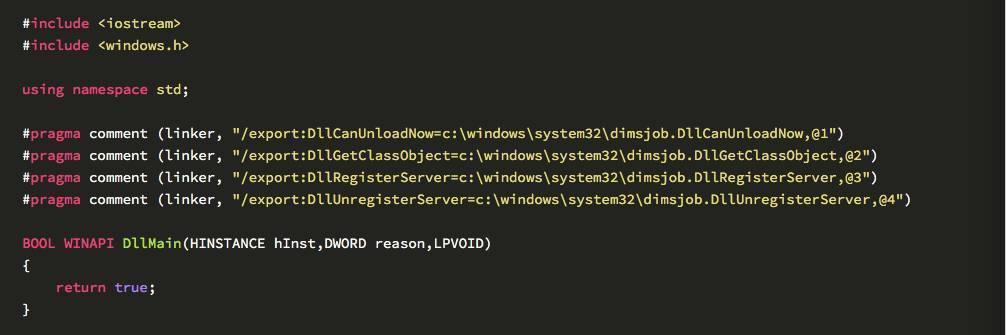 #include <iostream>
#include <windows.h>
using namespace std;
#pragma comment (linker, "/export:DllCanUnloadNow=c:\windows\system32\dimsjob.DllCanUnloadNow,@1")
#pragma comment (linker, "/export:DllGetClassObject=c:\windows\system32\dimsjob.DllGetClassObject,@2")
#pragma comment (linker, "/export:DllRegisterServer=c:\windows\system32\dimsjob.DllRegisterServer,@3")
#pragma comment (linker, "/export:DllUnregisterServer=c:\windows\system32\dimsjob.DllUnregisterServer,@4")
BOOL WINAPI DllMain(HINSTANCE hInst,DWORD reason,LPVOID)
{
    return true;
}